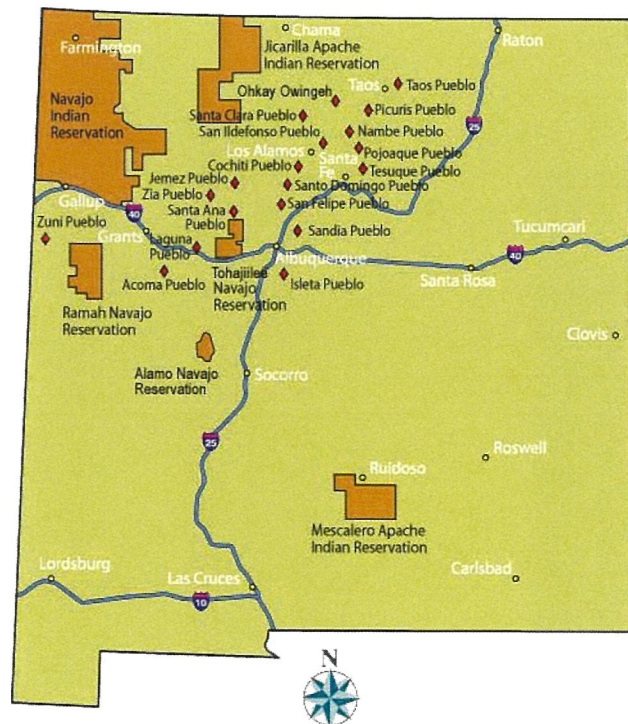 Chama
Farmington
Raton
Jicarilla Apache
Indian Reservation
Navajo
Indian
Reservation
Taos
Taos Pueblo
Ohkay Owingeh
Picuris Pueblo
Santa Clara Pueblo
25
San Ildefonso Pueblo
Nambe Pueblo
Los Alamos
Pojoaque Pueblo
Cochiti Pueblo
Santa
Fe
Tesuque Pueblo
Jemez Pueblo
Santo Domingo Pueblo
Zia Pueblo
Gallup
San Felipe Pueblo
Santa Ana
Pueblo
40
Zuni Pueblo
Grants
Sandia Pueblo
Tucumcari
Laguna
Pueblo
Albuquerque
40
Tohajiilee
Navajo
Reservation
Acoma Pueblo
Isleta Pueblo
Santa Rosa
Ramah Navajo
Reservation
Clovis
Alamo Navajo
Reservation
Socorro
25
Roswell
Ruidoso
Mescalero Apache
Indian Reservation
Lordsburg
Las Cruces
Carlsbad
10
N